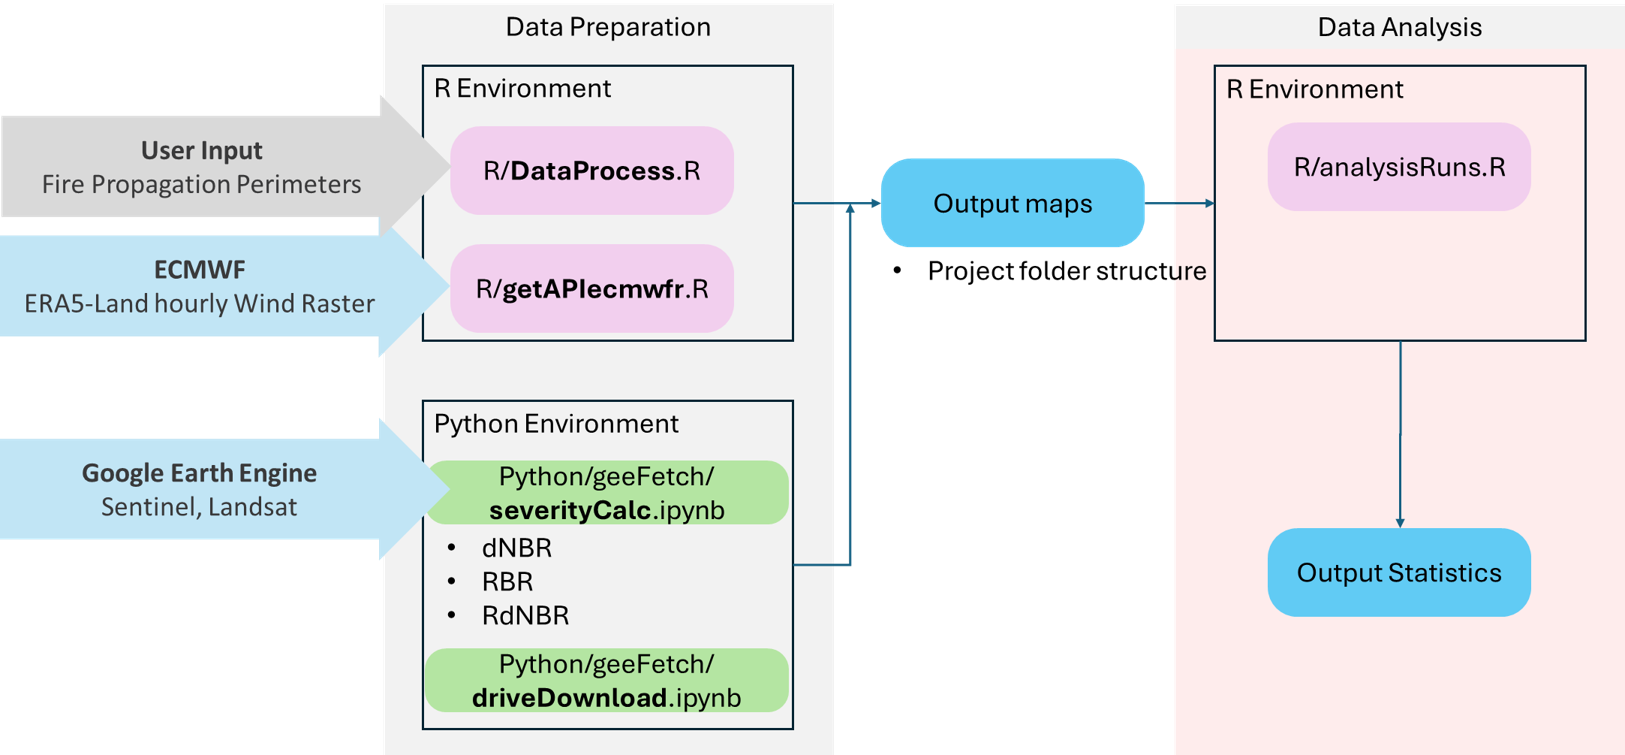 Data Preparation
Data Analysis
R Environment
User Input
Fire Propagation Perimeters
R/DataProcess.R
ECMWF
ERA5-Land hourly Wind Raster
R/getAPIecmwfr.R
Python Environment
Google Earth Engine
Sentinel, Landsat
Python/geeFetch/
severityCalc.ipynb
• dNBR
• RBR
• RdNBR
Python/geeFetch/
driveDownload.ipynb
Output maps
• Project folder structure
R Environment
R/analysisRuns.R
Output Statistics